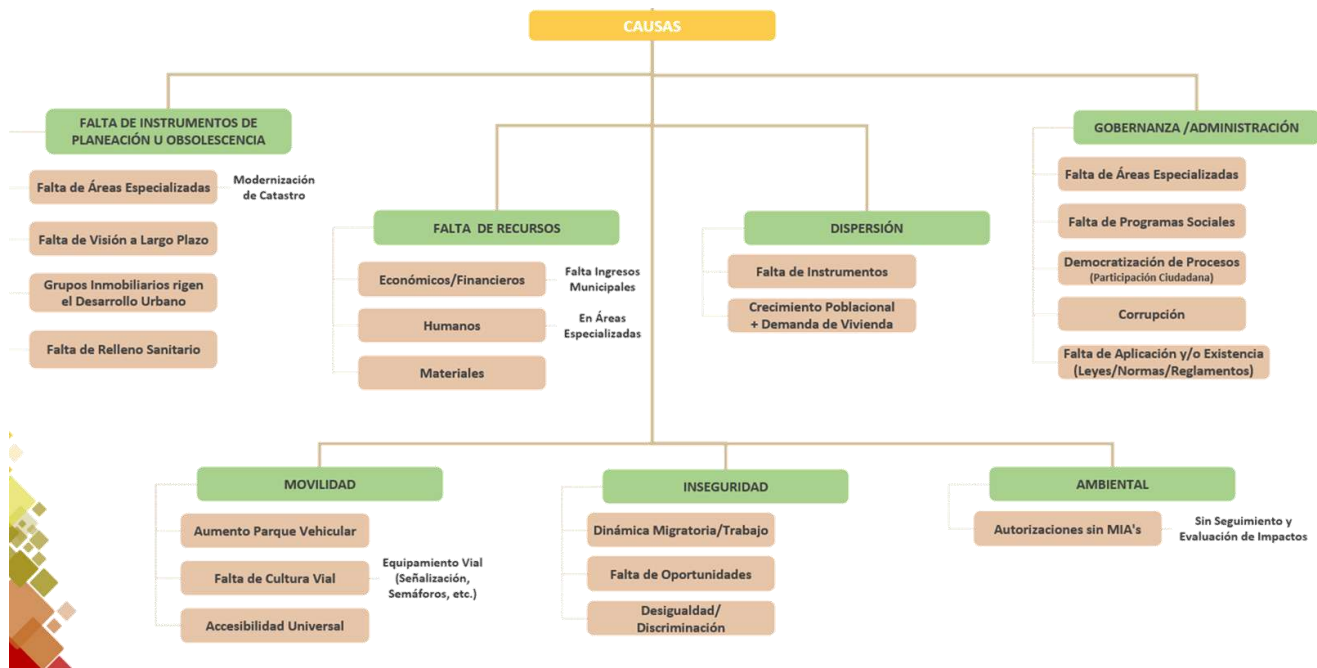 CAUSAS
FALTA DE INSTRUMENTOS DE
PLANEACIÓN U OBSOLESCENCIA
Falta de Áreas Especializadas
Modernización
de Catastro
Falta de Visión a Largo Plazo
Grupos Inmobiliarios rigen
el Desarrollo Urbano
Falta de Relleno Sanitario
FALTA DE RECURSOS
Económicos/Financieros
Falta Ingresos
Municipales
Humanos
En Áreas
Especializadas
Materiales
DISPERSIÓN
Falta de Instrumentos
Crecimiento Poblacional
+ Demanda de Vivienda
GOBERNANZA /ADMINISTRACIÓN
Falta de Áreas Especializadas
Falta de Programas Sociales
Democratización de Procesos
(Participación Ciudadana)
Corrupción
Falta de Aplicación y/o Existencia
(Leyes/Normas/Reglamentos)
MOVILIDAD
Aumento Parque Vehicular
Falta de Cultura Vial
Equipamiento Vial
(Señalización,
Semáforos, etc.)
Accesibilidad Universal
INSEGURIDAD
Dinámica Migratoria/Trabajo
Falta de Oportunidades
Desigualdad/
Discriminación
AMBIENTAL
Autorizaciones sin MIA's
Sin Seguimiento y
Evaluación de Impactos